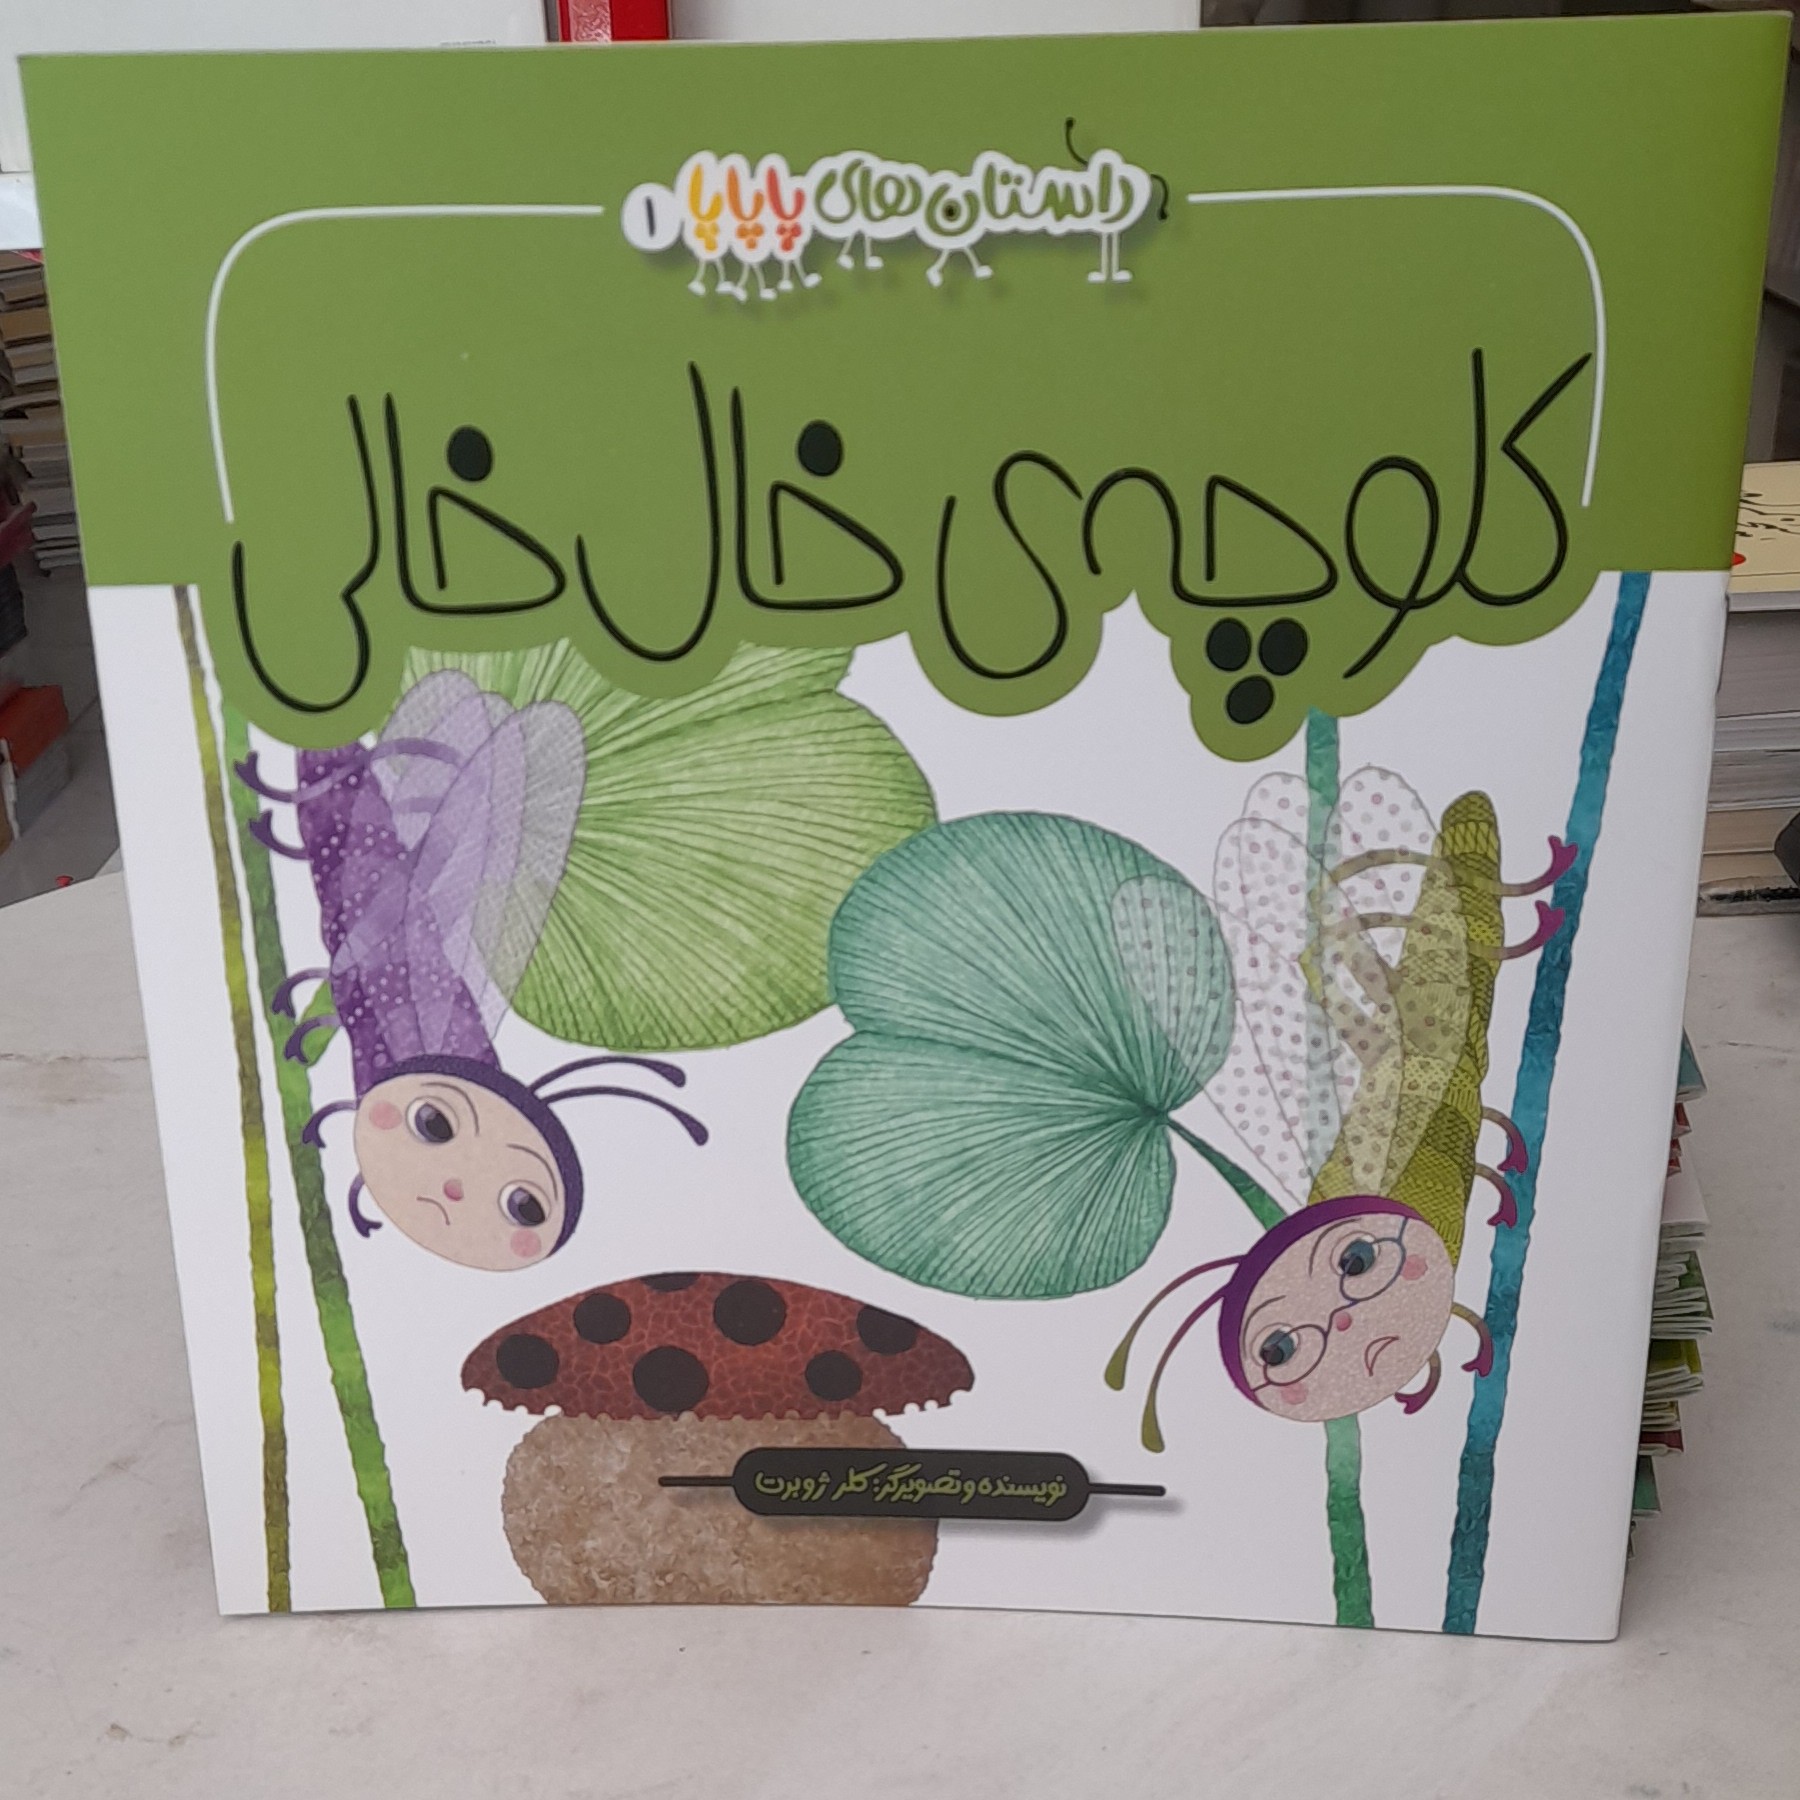 داستان‌های پاپاپا ۱
کلوچه‌ی خال خالی
نویسنده و تصویرگر: کلر ژوبرت